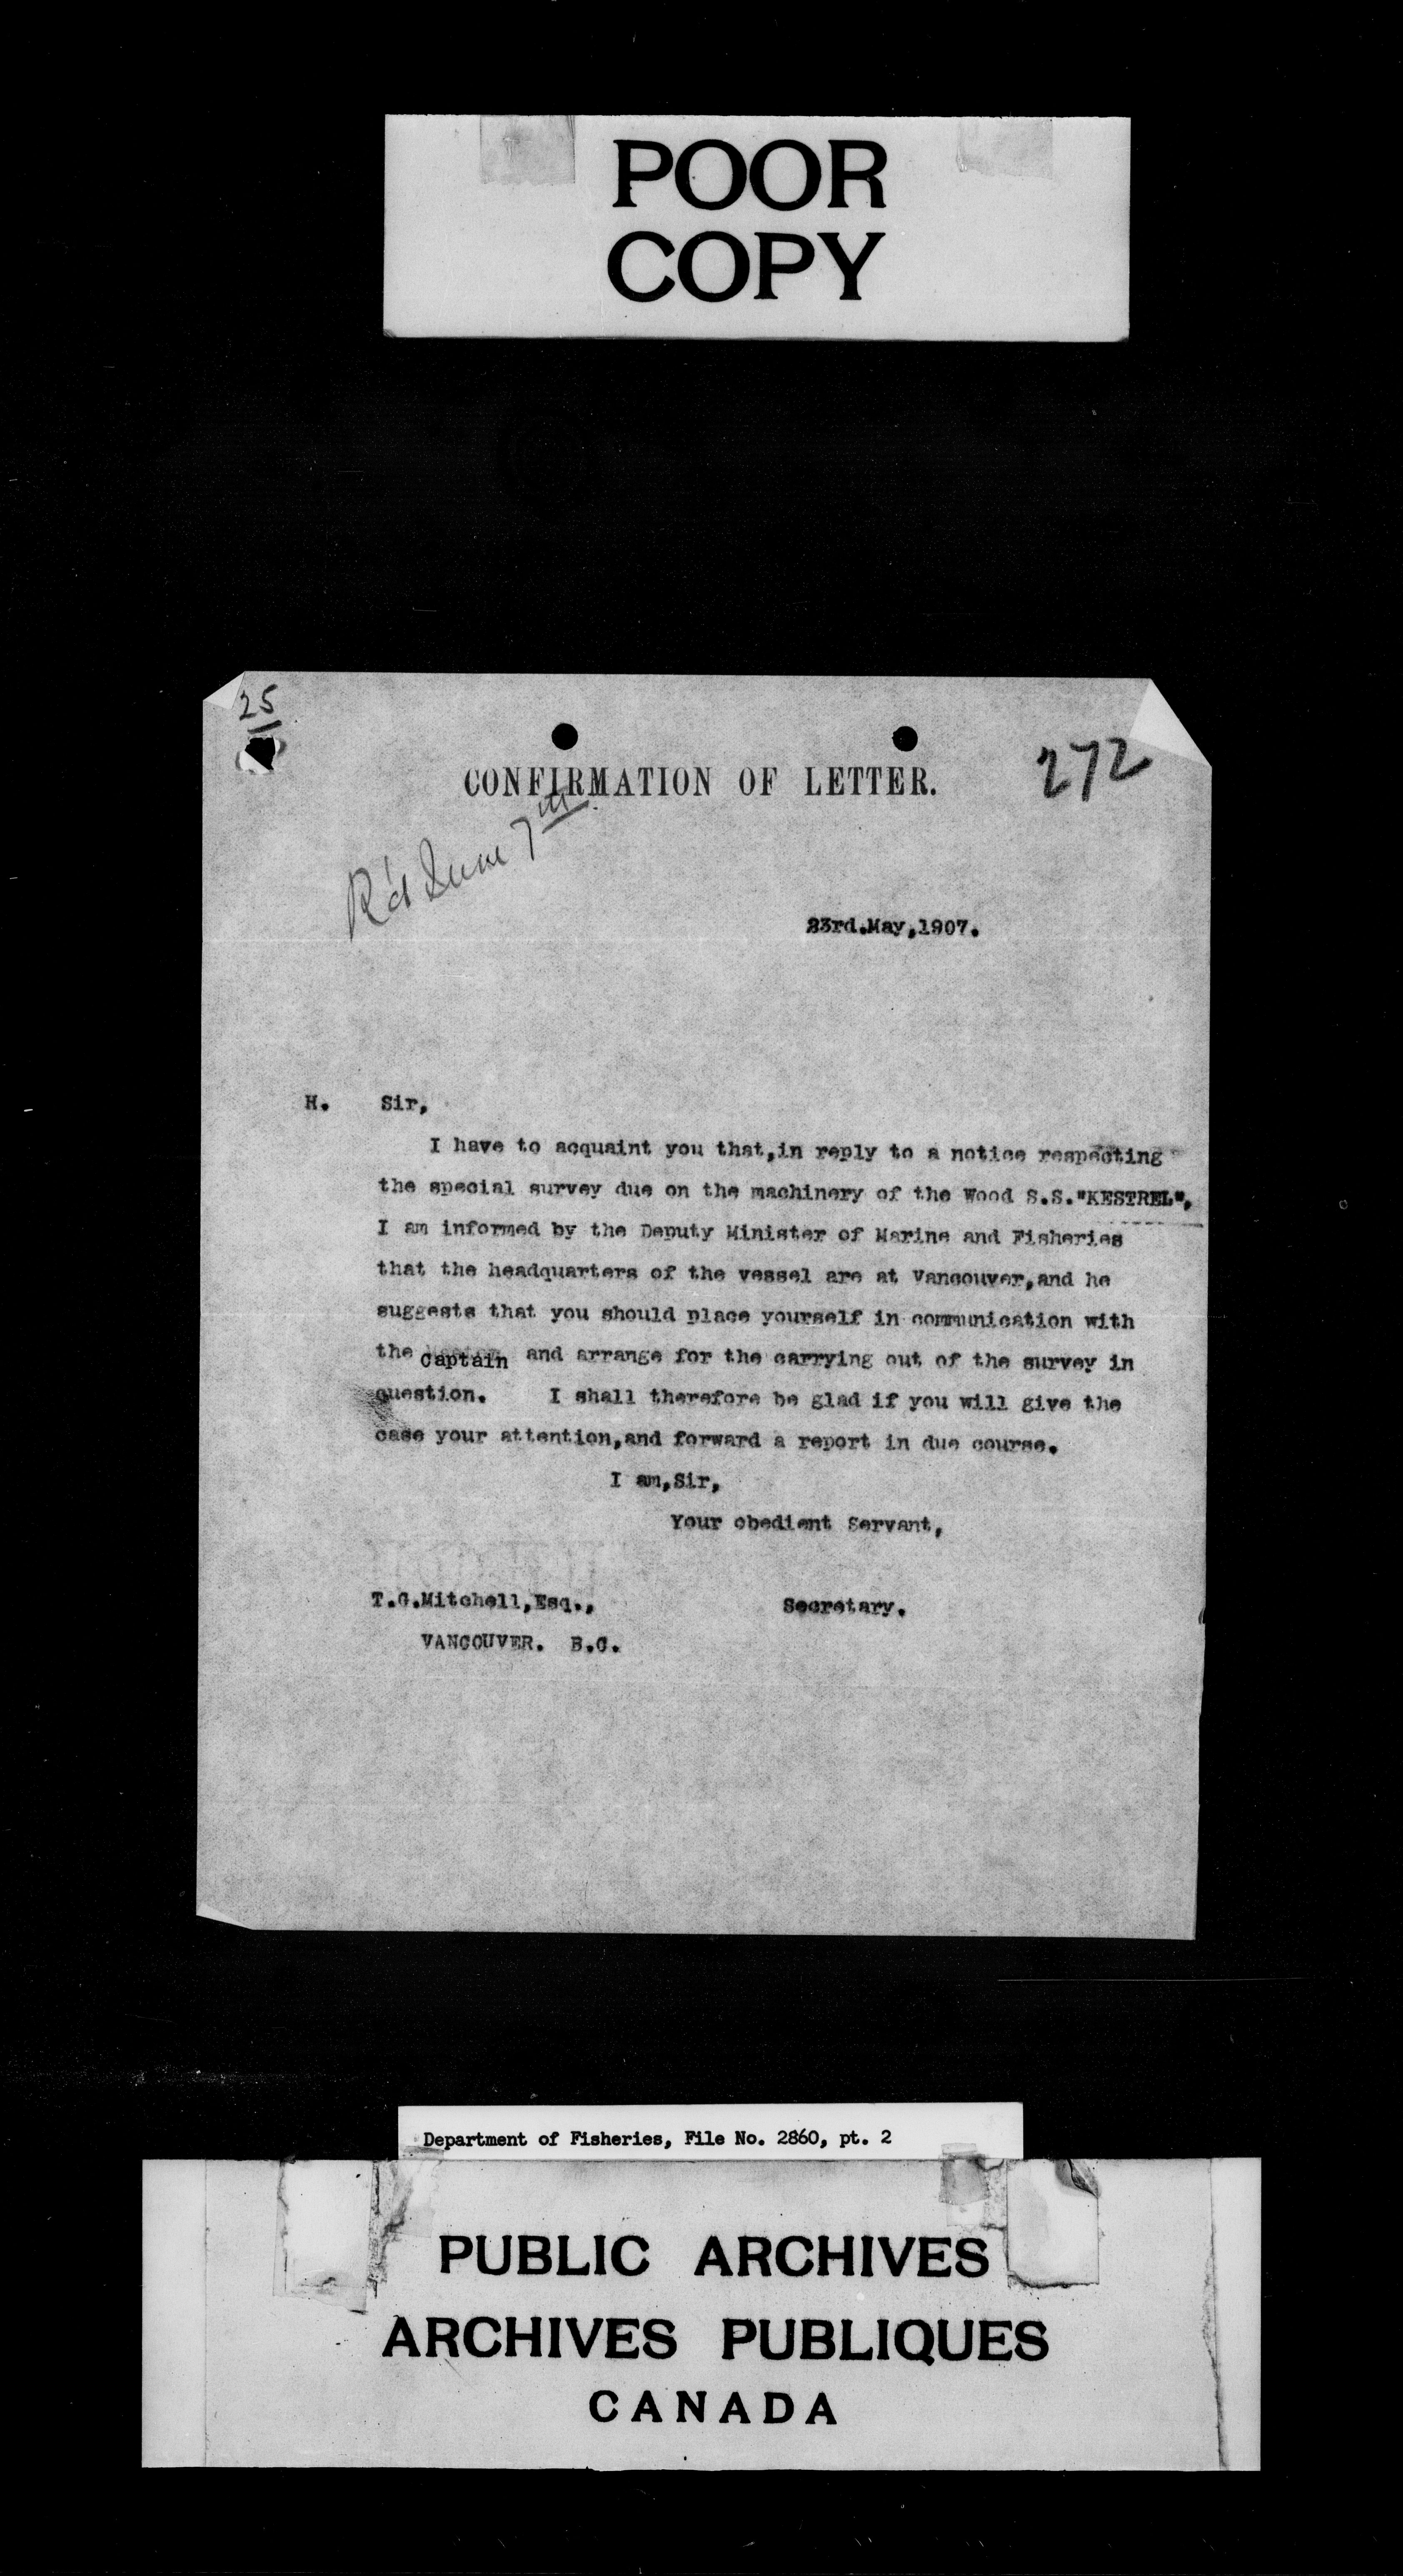 POOR
COPY
25
272
CONFIRMATION OF LETTER.
R'd June 7th
23rd.May,1907.
H. Sir,
I have to acquaint you that,in reply to a notice respecting
the special survey due on the machinery of the Wood S.S."KESTREL",
I am informed by the Deputy Minister of Marine and Fisheries
that the headquarters of the vessel are at Vancouver,and he
suggests that you should place yourself in communication with
the Captain and arrange for the carrying out of the survey in
question. I shall therefore be glad if you will give the
case your attention,and forward a report in due course.
I am,Sir,
Your obedient Servant,
T.G.Mitchell,Esq., Secretary.
VANCOUVER. B.C.
Department of Fisheries, File No. 2860, pt. 2
PUBLIC ARCHIVES
ARCHIVES PUBLIQUES
CANADA